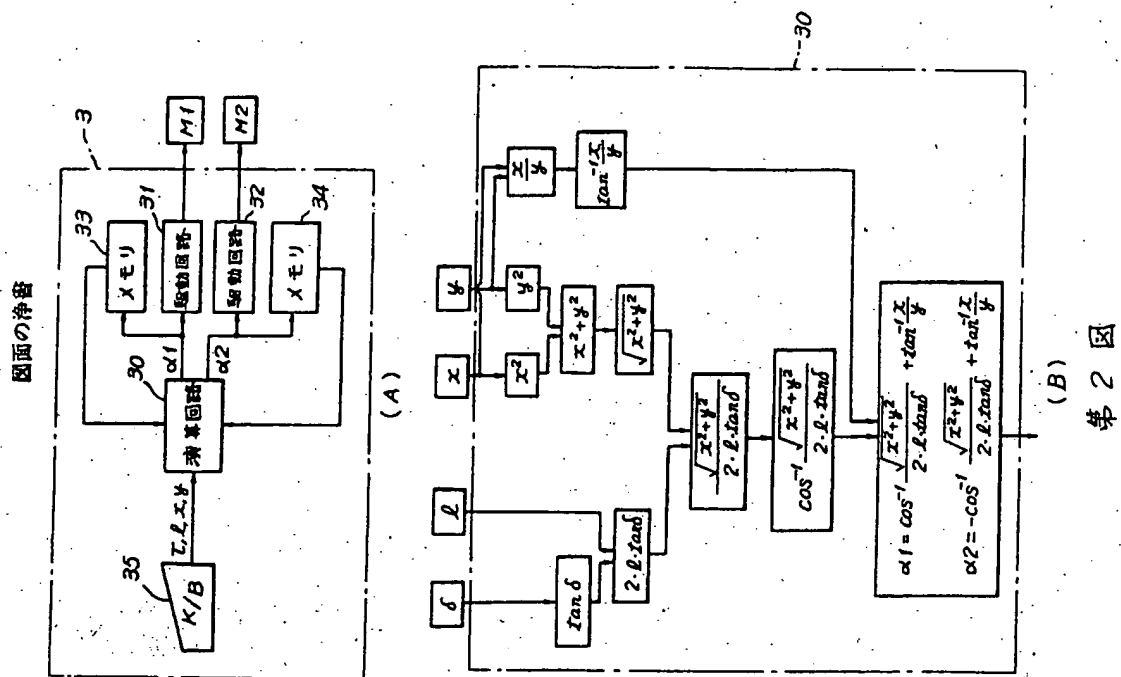 図面の浄書
3
35
K/B
τ, l, x, y
30
演算回路
α1
α2
33
メモリ
31
駆動回路
32
駆動回路
34
メモリ
M1
M2
(A)
30
δ
l
x
y
tan δ
2・l・tanδ
x²
y²
x²+y²
√x²+y²
x/y
tan⁻¹ x/y
√x²+y² / 2・l・tanδ
cos⁻¹ √x²+y² / 2・l・tanδ
α1 = cos⁻¹ √x²+y² / 2・l・tanδ + tan⁻¹ x/y
α2 = -cos⁻¹ √x²+y² / 2・l・tanδ + tan⁻¹ x/y
(B)
第2図